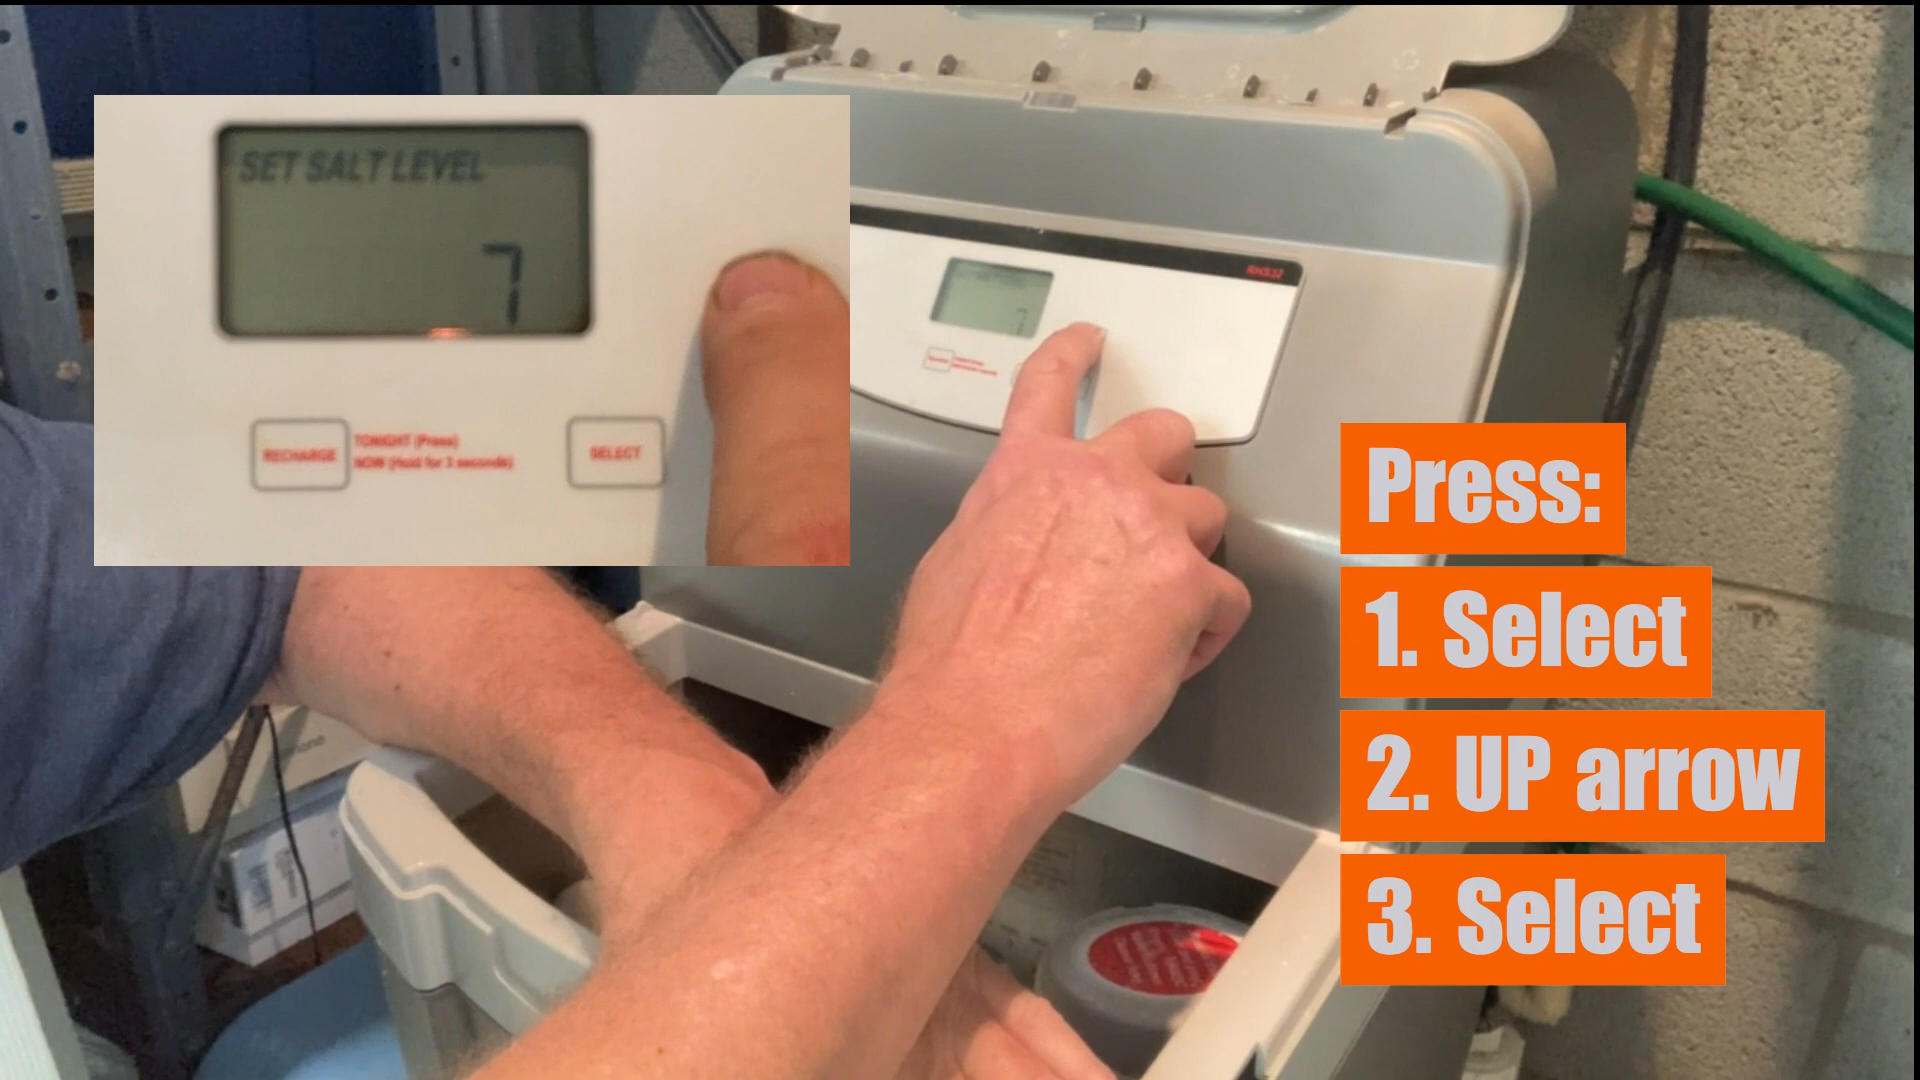 SET SALT LEVEL
7
RECHARGE
TONIGHT (Press)
NOW (Hold for 3 seconds)
SELECT
7
Press:
1. Select
2. UP arrow
3. Select